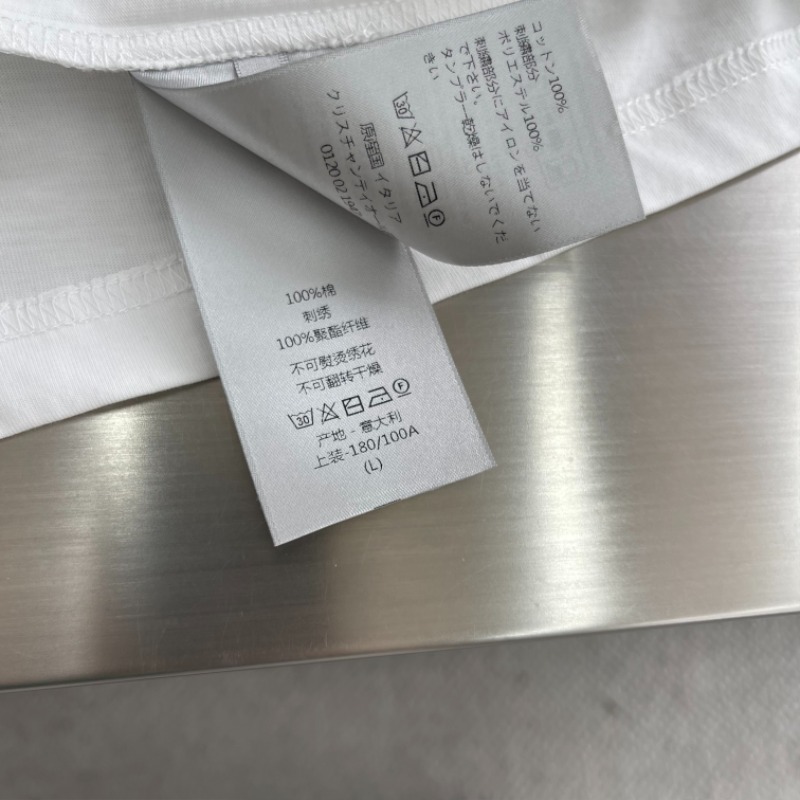 コットン100%
刺繍部分
ポリエステル100%
刺繍部分にアイロンを当てない
で下さい。
タンブラー乾燥はしないでくだ
さい
30
F
原産国 イタリア
クリスチャンディオール
0120 02 19
100%棉
刺绣
100%聚酯纤维
不可熨烫绣花
不可翻转干燥
30 F
产地 - 意大利
上装-180/100A
(L)